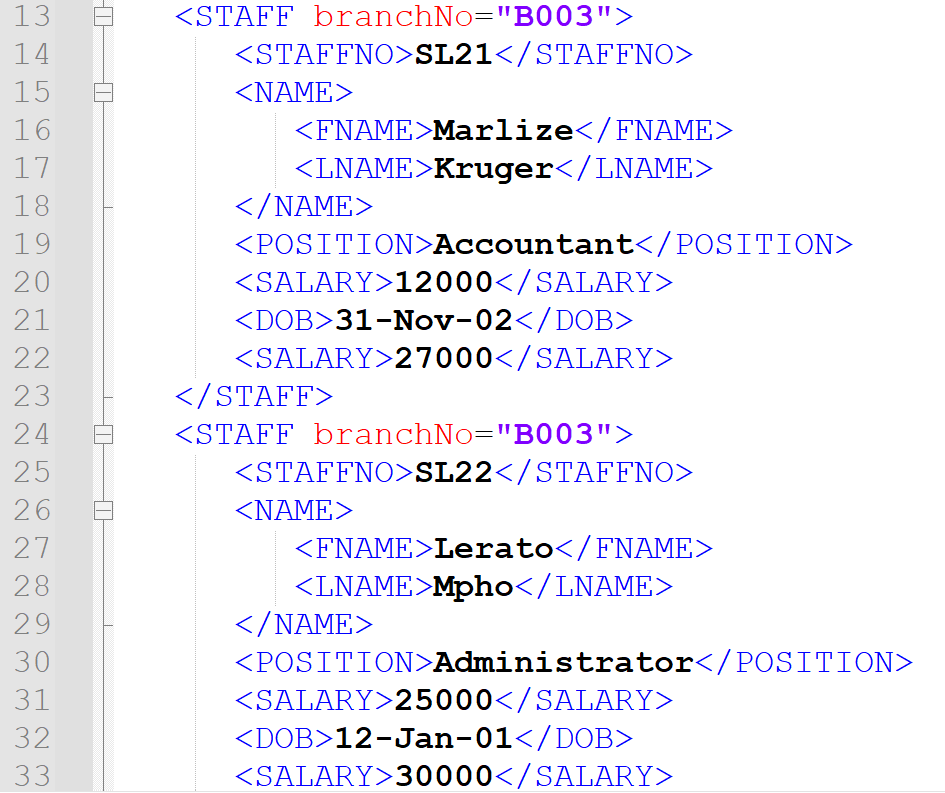 13 <STAFF branchNo="B003">
14 <STAFFNO>SL21</STAFFNO>
15 <NAME>
16 <FNAME>Marlize</FNAME>
17 <LNAME>Kruger</LNAME>
18 </NAME>
19 <POSITION>Accountant</POSITION>
20 <SALARY>12000</SALARY>
21 <DOB>31-Nov-02</DOB>
22 <SALARY>27000</SALARY>
23 </STAFF>
24 <STAFF branchNo="B003">
25 <STAFFNO>SL22</STAFFNO>
26 <NAME>
27 <FNAME>Lerato</FNAME>
28 <LNAME>Mpho</LNAME>
29 </NAME>
30 <POSITION>Administrator</POSITION>
31 <SALARY>25000</SALARY>
32 <DOB>12-Jan-01</DOB>
33 <SALARY>30000</SALARY>